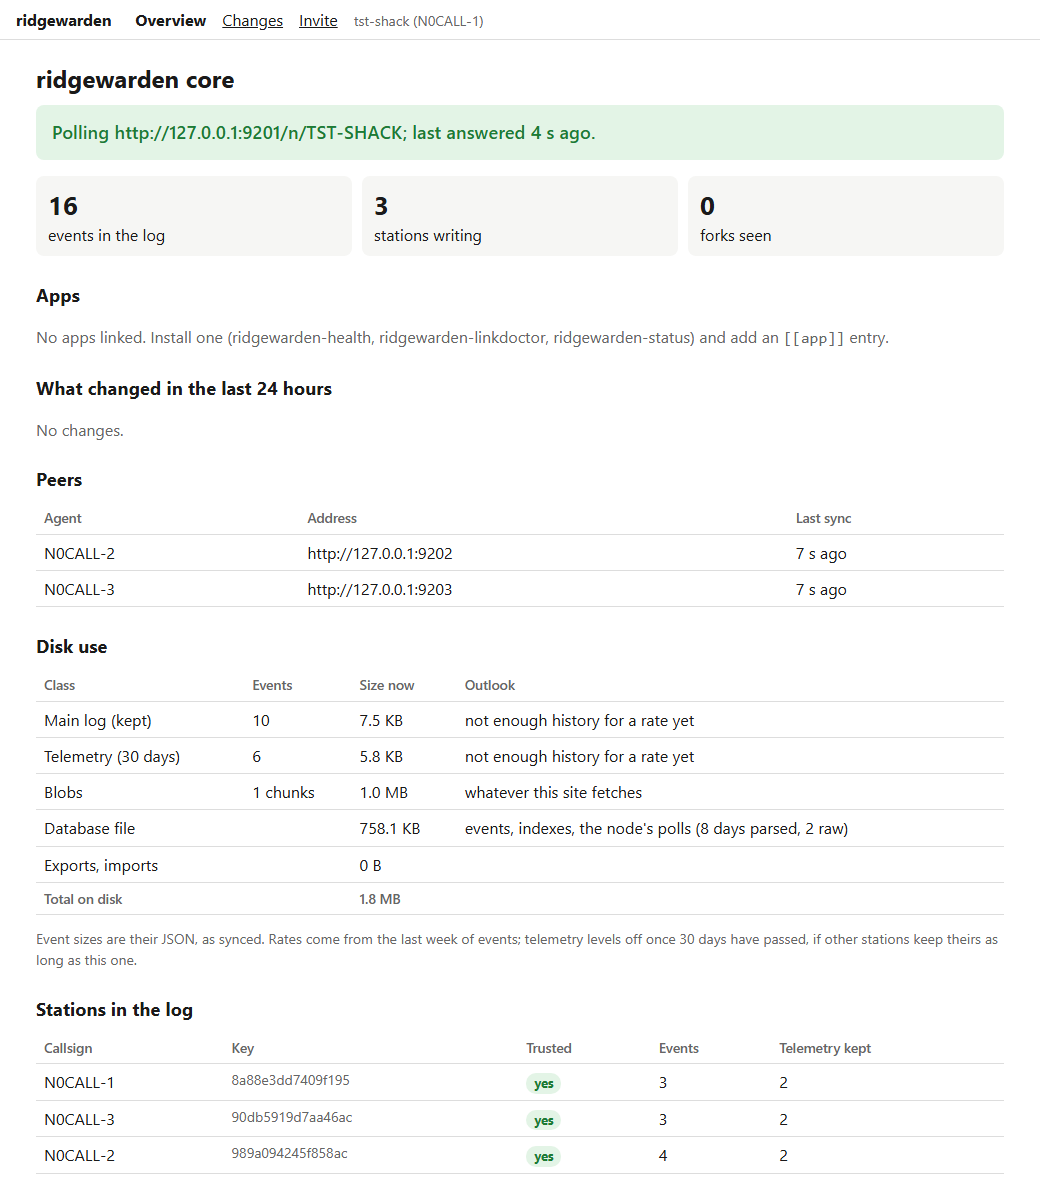 ridgewarden Overview Changes Invite tst-shack (N0CALL-1)
ridgewarden core
Polling http://127.0.0.1:9201/n/TST-SHACK; last answered 4 s ago.
16 3 0
events in the log stations writing forks seen
Apps
No apps linked. Install one (ridgewarden-health, ridgewarden-linkdoctor, ridgewarden-status) and add an [[app]] entry.
What changed in the last 24 hours
No changes.
Peers
Agent Address Last sync
N0CALL-2 http://127.0.0.1:9202 7 s ago
N0CALL-3 http://127.0.0.1:9203 7 s ago
Disk use
Class Events Size now Outlook
Main log (kept) 10 7.5 KB not enough history for a rate yet
Telemetry (30 days) 6 5.8 KB not enough history for a rate yet
Blobs 1 chunks 1.0 MB whatever this site fetches
Database file 758.1 KB events, indexes, the node's polls (8 days parsed, 2 raw)
Exports, imports 0 B
Total on disk 1.8 MB
Event sizes are their JSON, as synced. Rates come from the last week of events; telemetry levels off once 30 days have passed, if other stations keep theirs as
long as this one.
Stations in the log
Callsign Key Trusted Events Telemetry kept
N0CALL-1 8a88e3dd7409f195 yes 3 2
N0CALL-3 90db5919d7aa46ac yes 3 2
N0CALL-2 989a094245f858ac yes 4 2